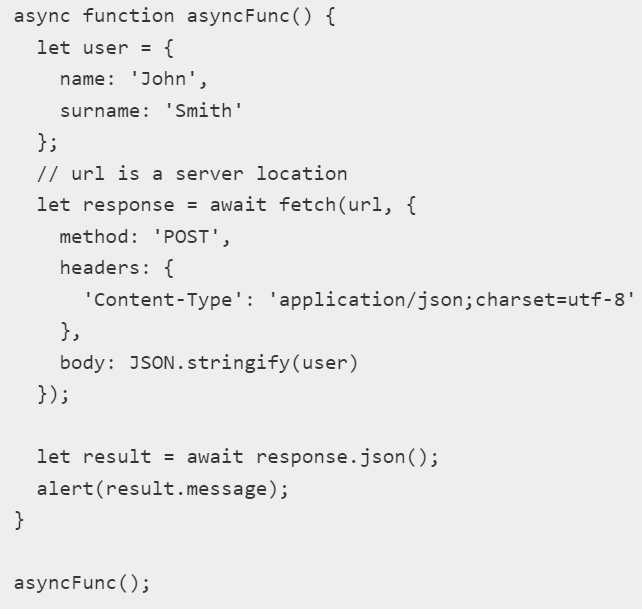 async function asyncFunc() {
  let user = {
    name: 'John',
    surname: 'Smith'
  };
  // url is a server location
  let response = await fetch(url, {
    method: 'POST',
    headers: {
      'Content-Type': 'application/json;charset=utf-8'
    },
    body: JSON.stringify(user)
  });

  let result = await response.json();
  alert(result.message);
}

asyncFunc();